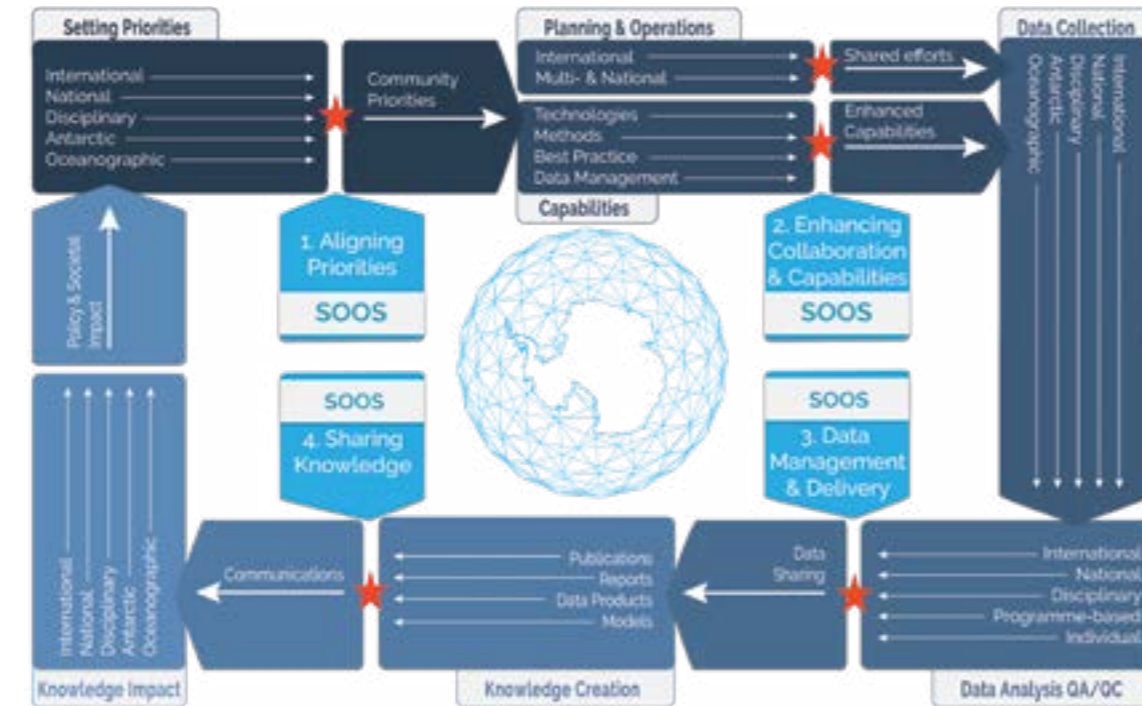 Setting Priorities
International
National
Disciplinary
Antarctic
Oceanographic
Community
Priorities
Planning & Operations
International
Multi- & National
Shared efforts
Technologies
Methods
Best Practice
Data Management
Enhanced
Capabilities
Capabilities
Data Collection
International
National
Disciplinary
Antarctic
Oceanographic
Policy & Societal
Impact
1. Aligning
Priorities
SOOS
2. Enhancing
Collaboration
& Capabilities
SOOS
SOOS
4. Sharing
Knowledge
SOOS
3. Data
Management
& Delivery
International
National
Disciplinary
Antarctic
Oceanographic
Knowledge Impact
Communications
Publications
Reports
Data Products
Models
Knowledge Creation
Data
Sharing
International
National
Disciplinary
Programme-based
Individual
Data Analysis QA/QC